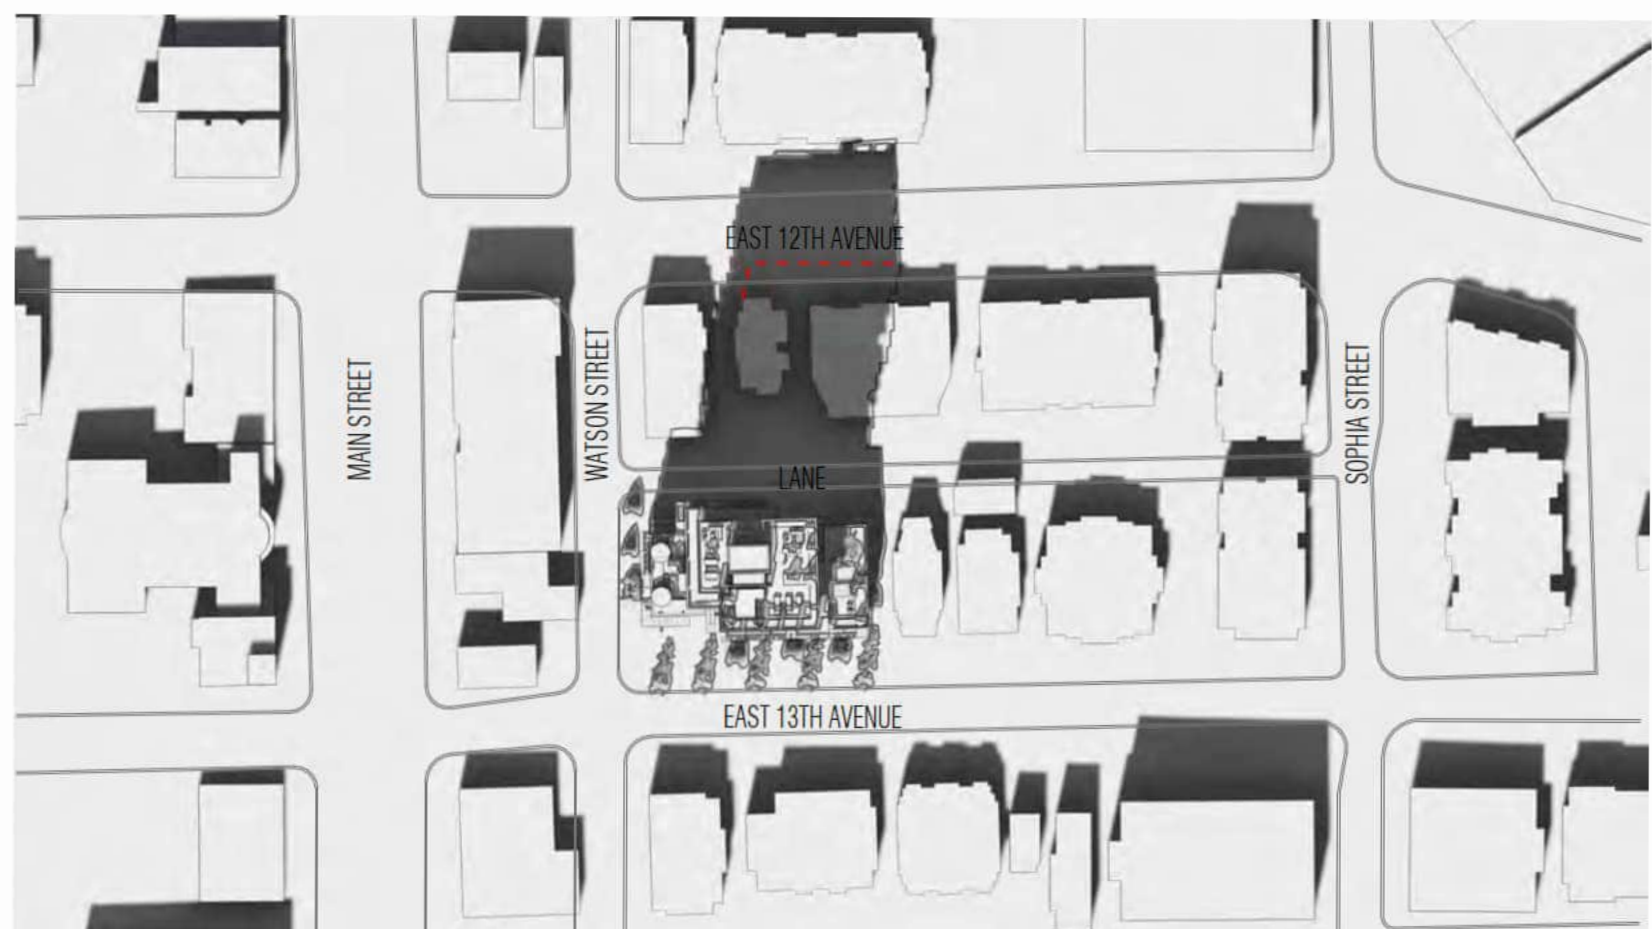 EAST 12TH AVENUE
MAIN STREET
WATSON STREET
SOPHIA STREET
LANE
EAST 13TH AVENUE